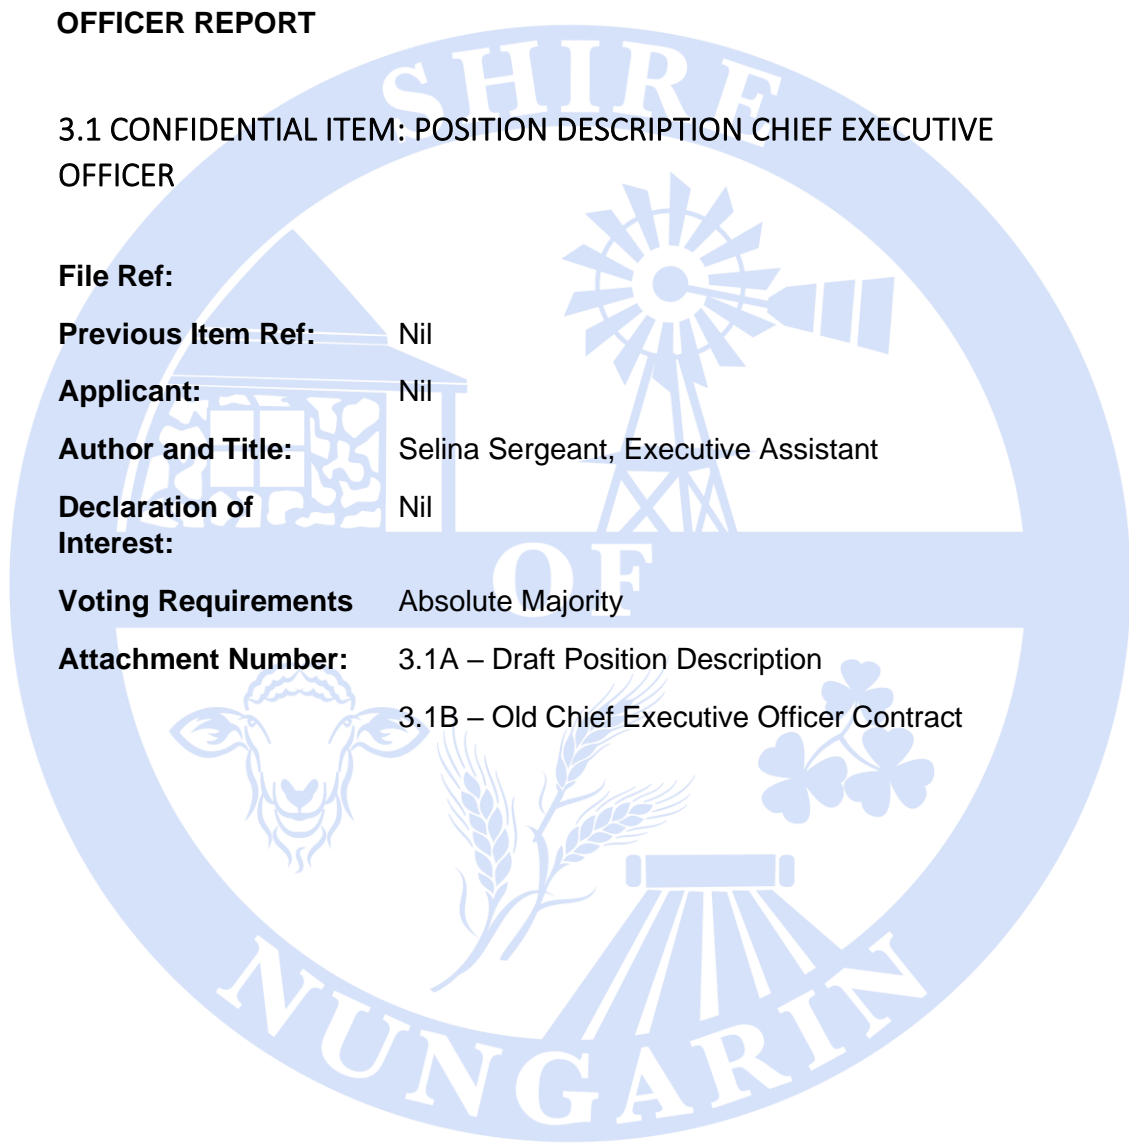 OFFICER REPORT
3.1 CONFIDENTIAL ITEM: POSITION DESCRIPTION CHIEF EXECUTIVE
OFFICER
File Ref:
Previous Item Ref: Nil
Applicant: Nil
Author and Title: Selina Sergeant, Executive Assistant
Declaration of Nil
Interest:
Voting Requirements Absolute Majority
Attachment Number: 3.1A – Draft Position Description
3.1B – Old Chief Executive Officer Contract
SHIRE
OF
NUNGARIN